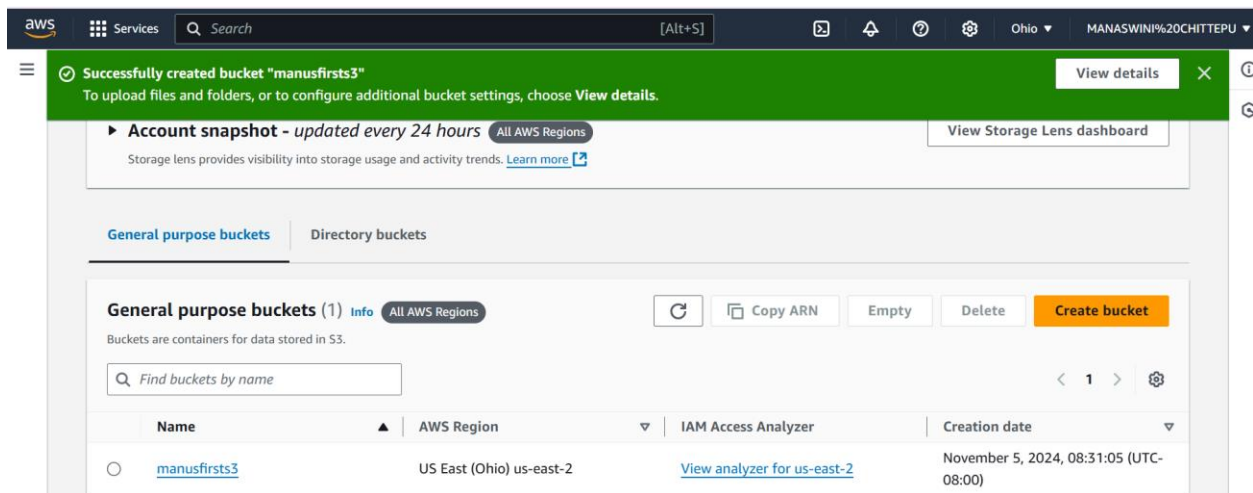 aws Services Search [Alt+S] Ohio ▼ MANASWINI%20CHITTEPU ▼
Successfully created bucket "manusfirsts3"
View details
To upload files and folders, or to configure additional bucket settings, choose View details.
Account snapshot - updated every 24 hours All AWS Regions
View Storage Lens dashboard
Storage lens provides visibility into storage usage and activity trends. Learn more
General purpose buckets Directory buckets
General purpose buckets (1) Info All AWS Regions
Copy ARN Empty Delete Create bucket
Buckets are containers for data stored in S3.
Find buckets by name
1
Name AWS Region IAM Access Analyzer Creation date
manusfirsts3 US East (Ohio) us-east-2 View analyzer for us-east-2 November 5, 2024, 08:31:05 (UTC-
08:00)